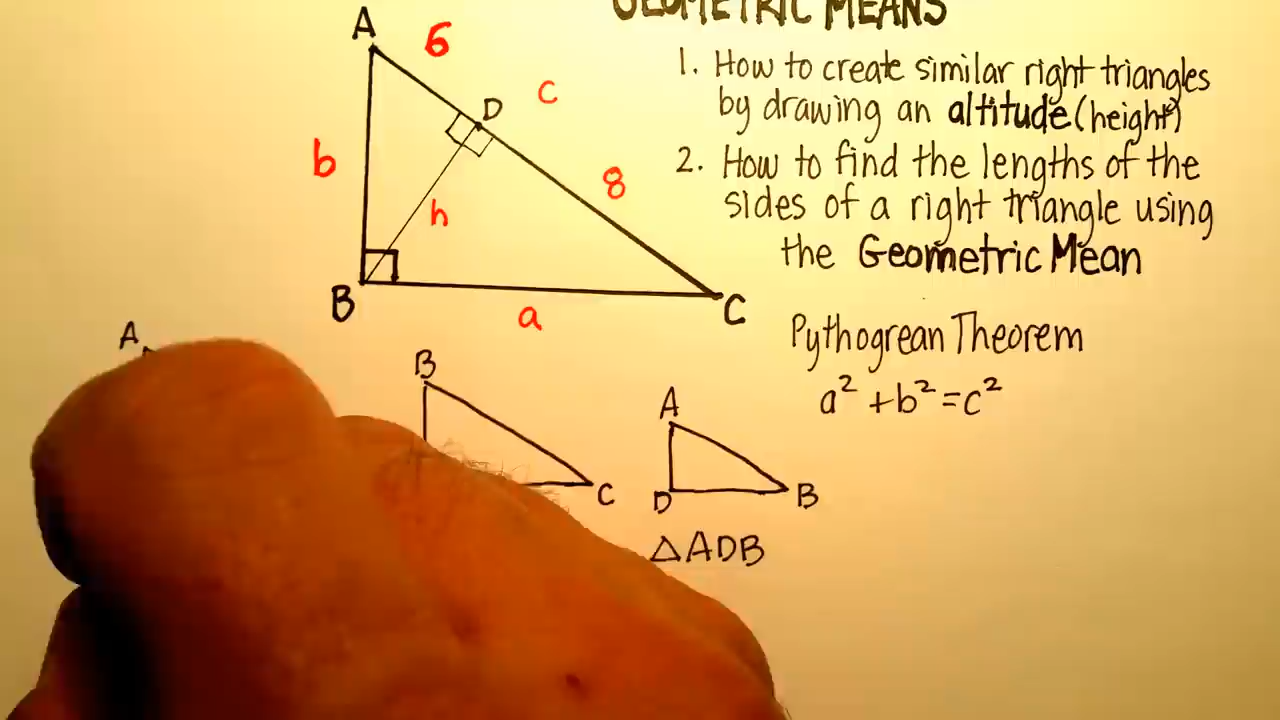 GEOMETRIC MEANS
1. How to create similar right triangles
by drawing an altitude (height)
2. How to find the lengths of the
sides of a right triangle using
the Geometric Mean
Pythogrean Theorem
a² + b² = c²
A
6
c
D
b
8
h
B
a
C
A
B
C
A
D
B
△ADB